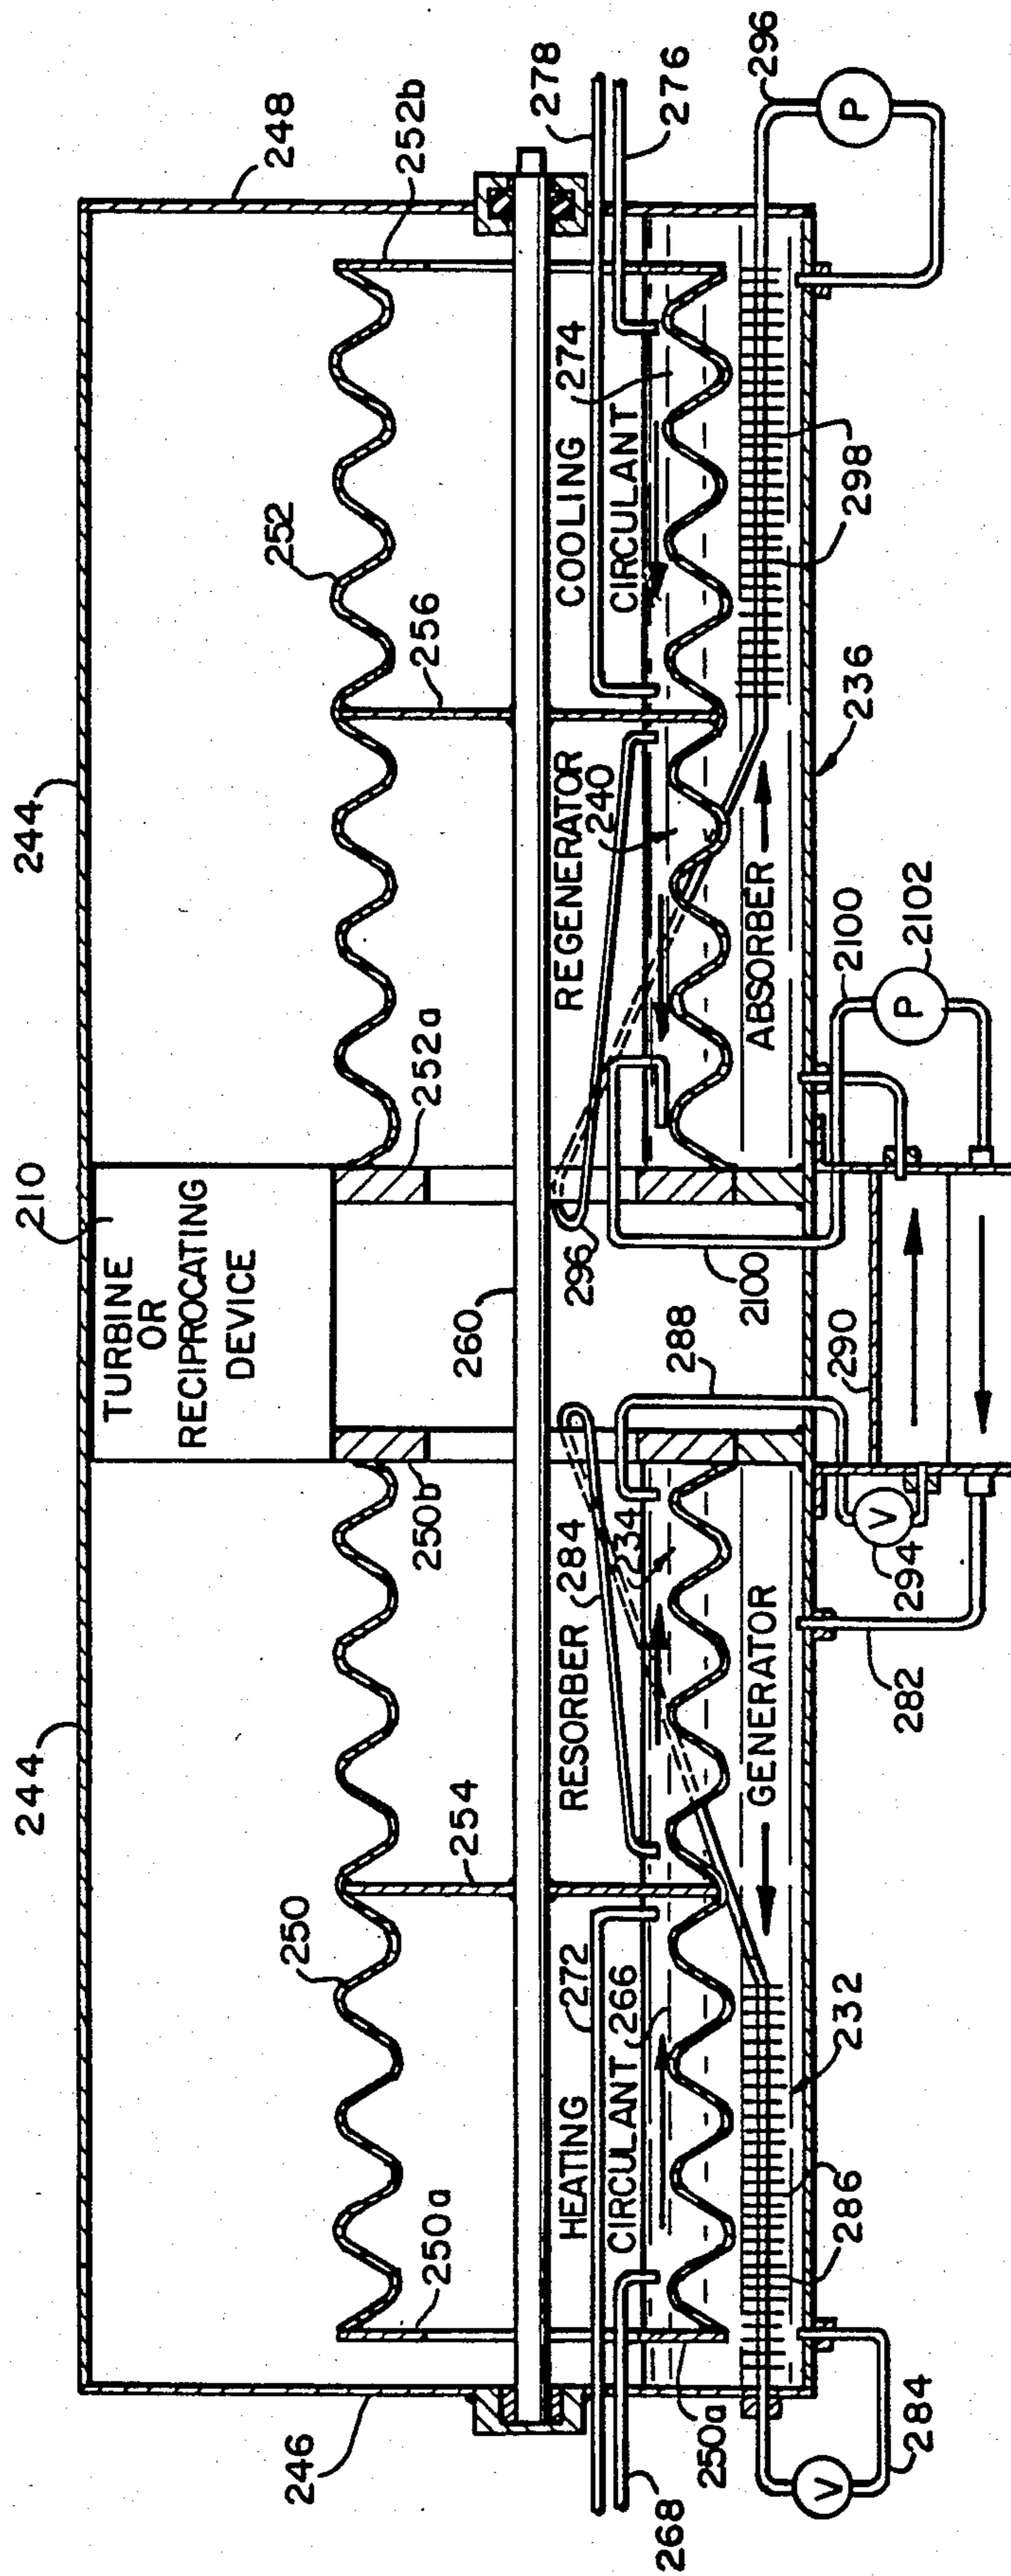 244
210
244
TURBINE
OR
RECIPROCATING
DEVICE
248
252b
252
256
252a
250b
254
250
250a
246
260
278
276
296
P
COOLING
274
CIRCULANT
REGENERATOR
240
296
2100
288
290
RESORBER
284
234
HEATING
272
CIRCULANT
266
268
250a
V
284
286
232
GENERATOR
282
V
294
ABSORBER
298
236
2100
2102
P